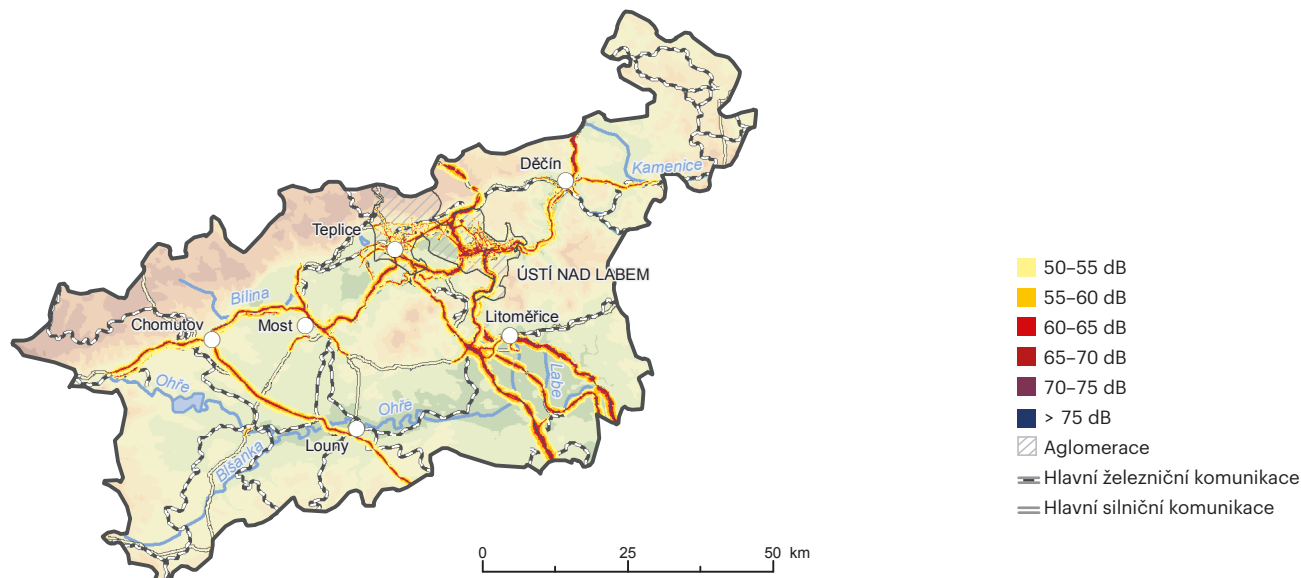 Děčín
Kamenice
Teplice
ÚSTÍ NAD LABEM
Bílina
Chomutov
Most
Litoměřice
Ohře
Labe
Ohře
Louny
Blšanka
0 25 50 km
50–55 dB
55–60 dB
60–65 dB
65–70 dB
70–75 dB
> 75 dB
Aglomerace
Hlavní železniční komunikace
Hlavní silniční komunikace